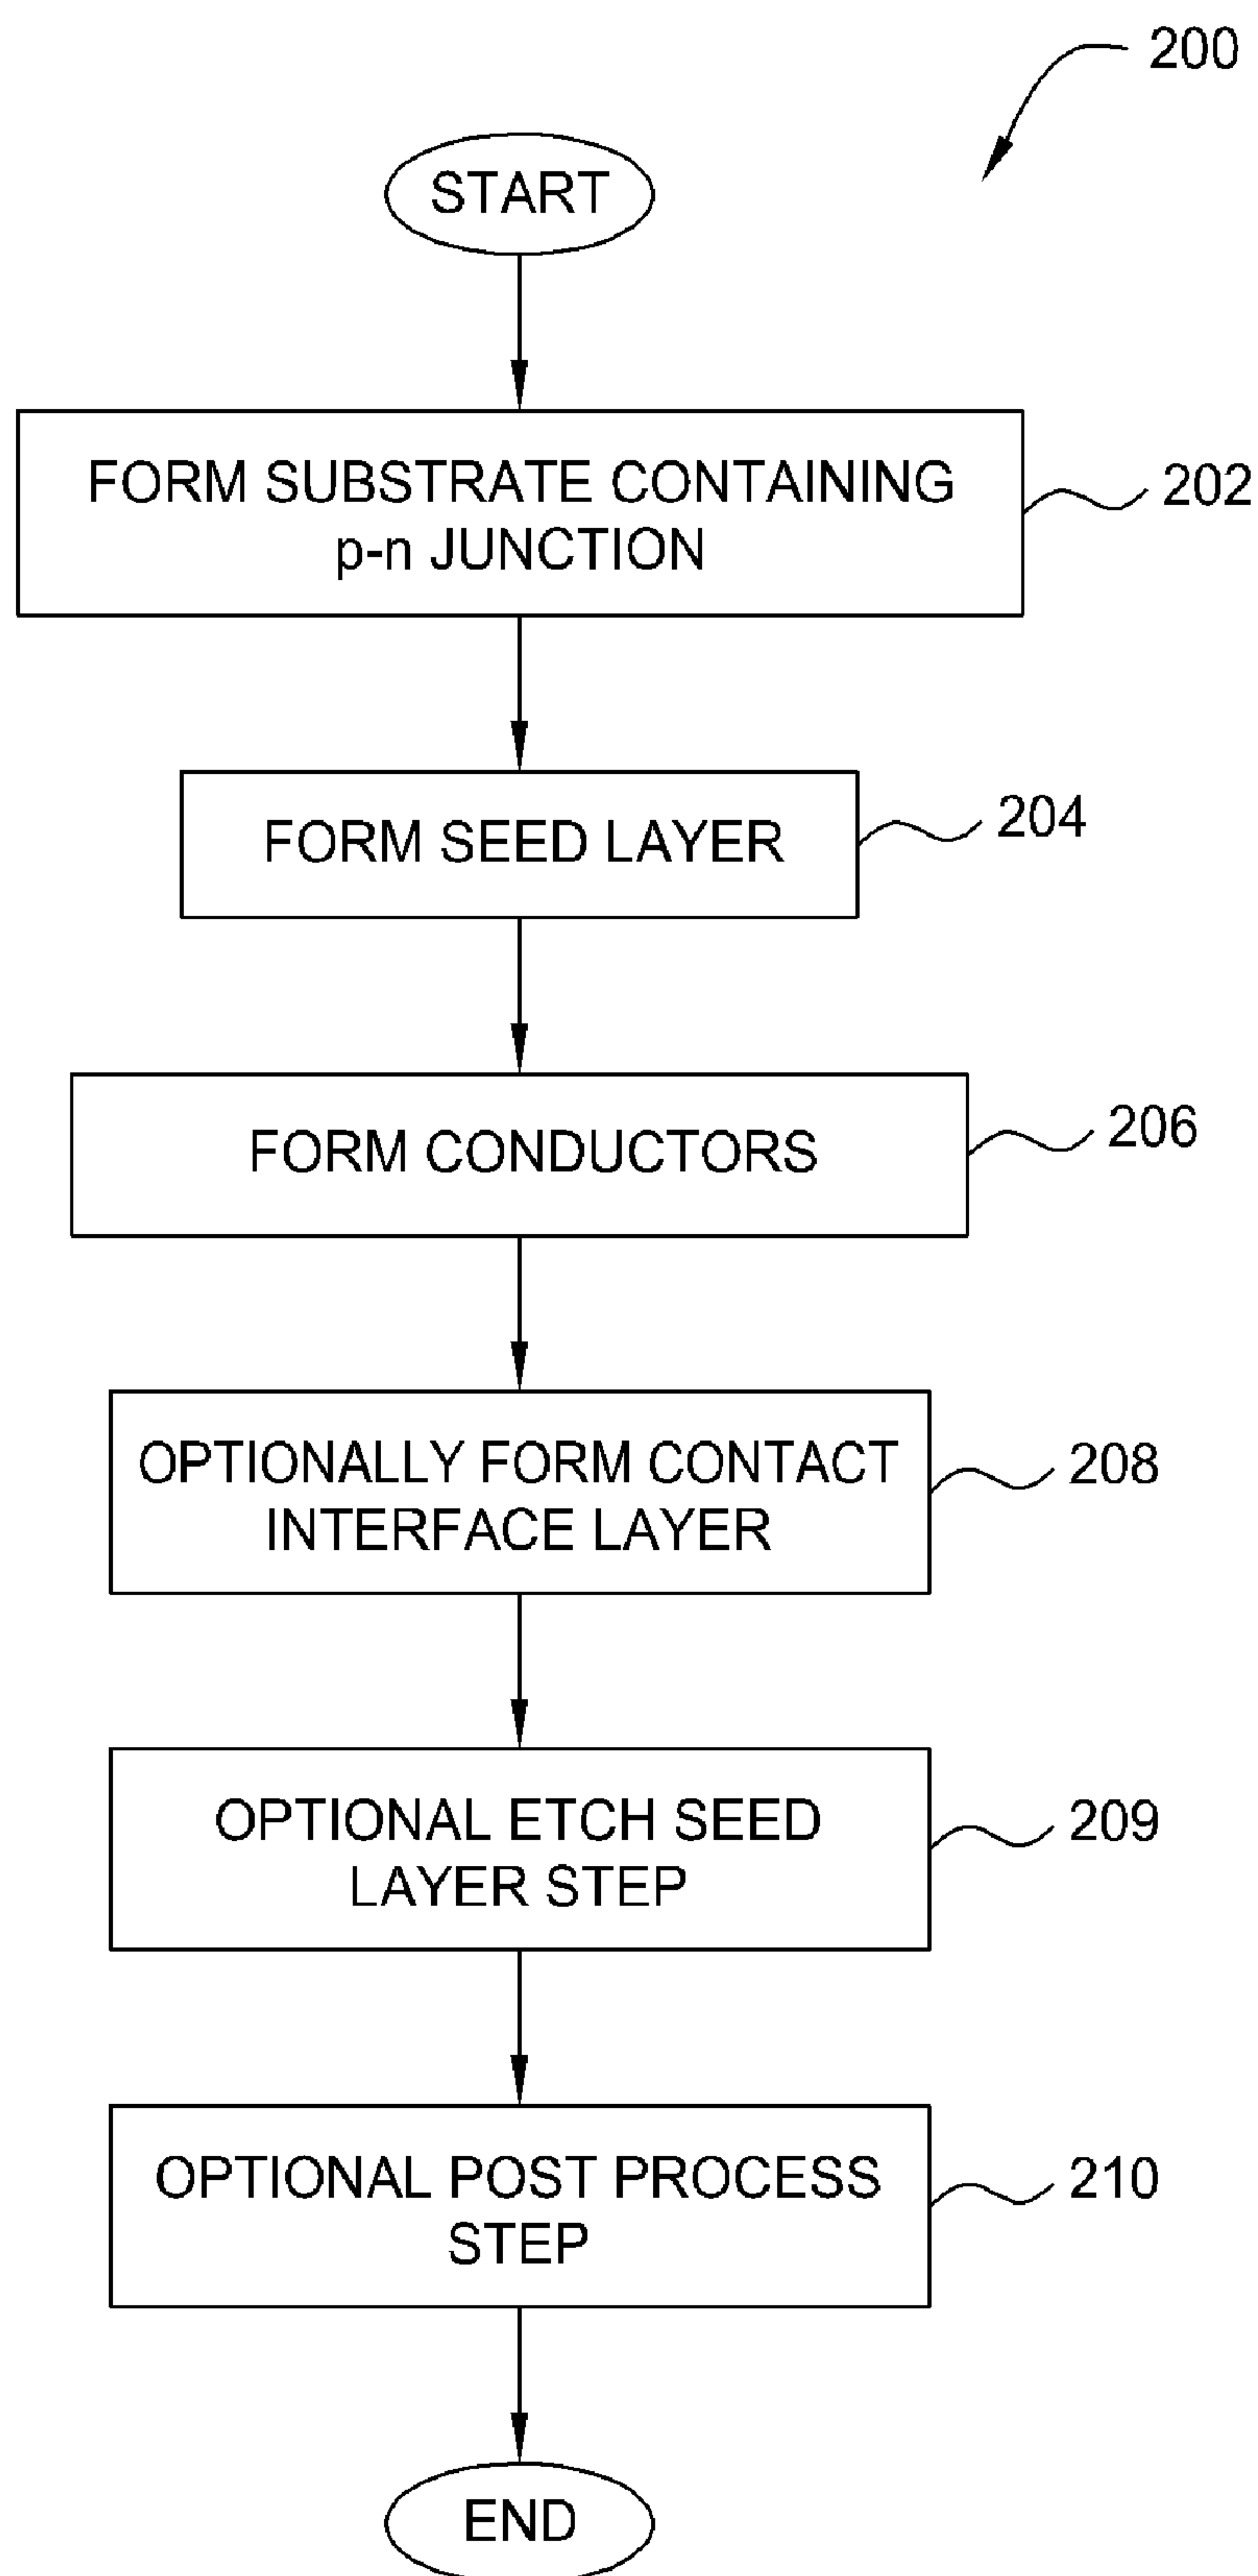 200
START
FORM SUBSTRATE CONTAINING
p-n JUNCTION
202
FORM SEED LAYER
204
FORM CONDUCTORS
206
OPTIONALLY FORM CONTACT
INTERFACE LAYER
208
OPTIONAL ETCH SEED
LAYER STEP
209
OPTIONAL POST PROCESS
STEP
210
END